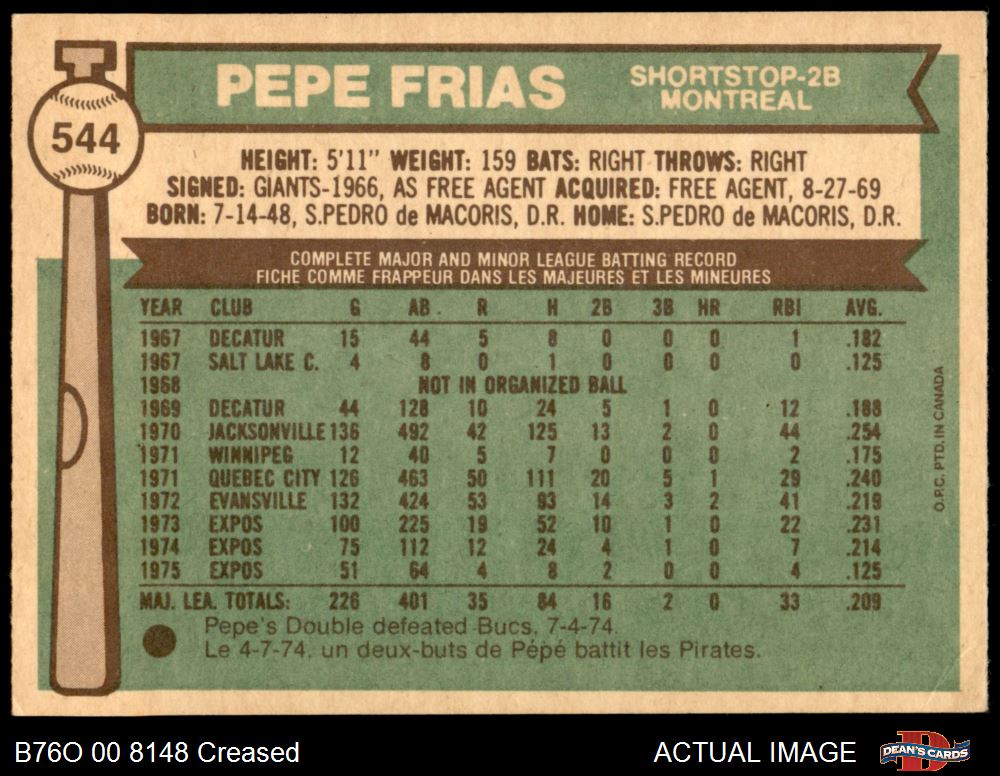 PEPE FRIAS
SHORTSTOP-2B
MONTREAL
544
HEIGHT: 5'11" WEIGHT: 159 BATS: RIGHT THROWS: RIGHT
SIGNED: GIANTS-1966, AS FREE AGENT ACQUIRED: FREE AGENT, 8-27-69
BORN: 7-14-48, S.PEDRO de MACORIS, D.R. HOME: S.PEDRO de MACORIS, D.R.
COMPLETE MAJOR AND MINOR LEAGUE BATTING RECORD
FICHE COMME FRAPPEUR DANS LES MAJEURES ET LES MINEURES
YEAR CLUB G AB. R H 2B 3B HR RBI AVG.
1967 DECATUR 15 44 5 8 0 0 0 1 .182
1967 SALT LAKE C. 4 8 0 1 0 0 0 0 .125
1968 NOT IN ORGANIZED BALL
1969 DECATUR 44 128 10 24 5 1 0 12 .188
1970 JACKSONVILLE 136 492 42 125 13 2 0 44 .254
1971 WINNIPEG 12 40 5 7 0 0 0 2 .175
1971 QUEBEC CITY 126 463 50 111 20 5 1 29 .240
1972 EVANSVILLE 132 424 53 93 14 3 2 41 .219
1973 EXPOS 100 225 19 52 10 1 0 22 .231
1974 EXPOS 75 112 12 24 4 1 0 7 .214
1975 EXPOS 51 64 4 8 2 0 0 4 .125
MAJ. LEA. TOTALS: 226 401 35 84 16 2 0 33 .209
Pepe's Double defeated Bucs, 7-4-74.
Le 4-7-74, un deux-buts de Pépé battit les Pirates.
O.P.C. PTD. IN CANADA
B76O 00 8148 Creased
ACTUAL IMAGE
DEAN'S CARDS